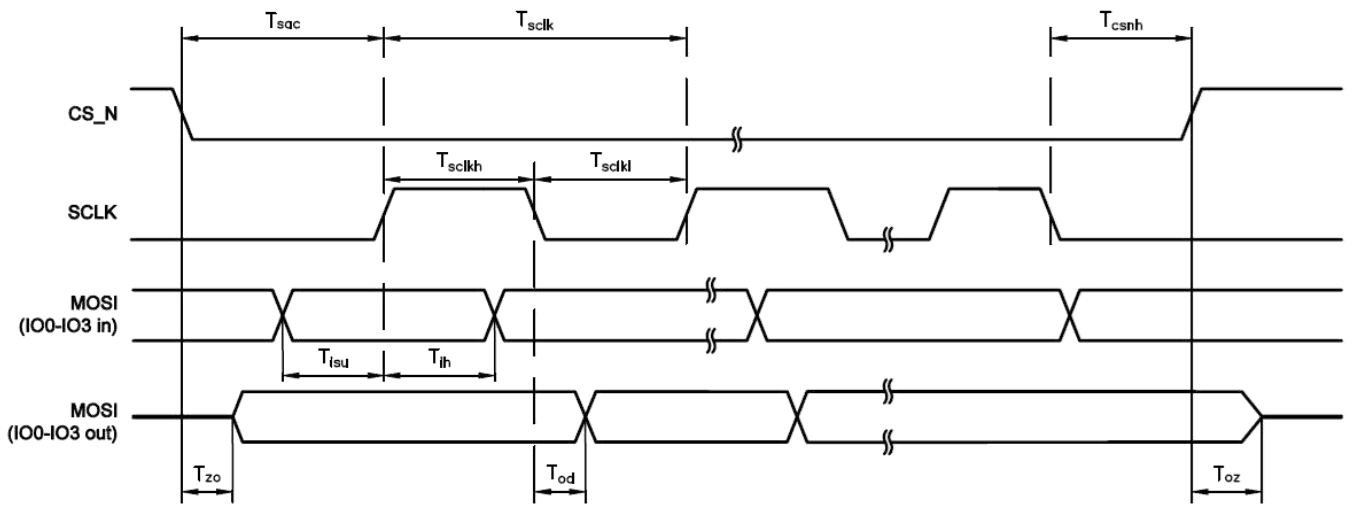 Tsqc
Tsclk
Tcsnh
CS_N
Tsclkh
Tsclkl
SCLK
MOSI
(IO0-IO3 in)
Tisu
Tih
MOSI
(IO0-IO3 out)
Tzo
Tod
Toz